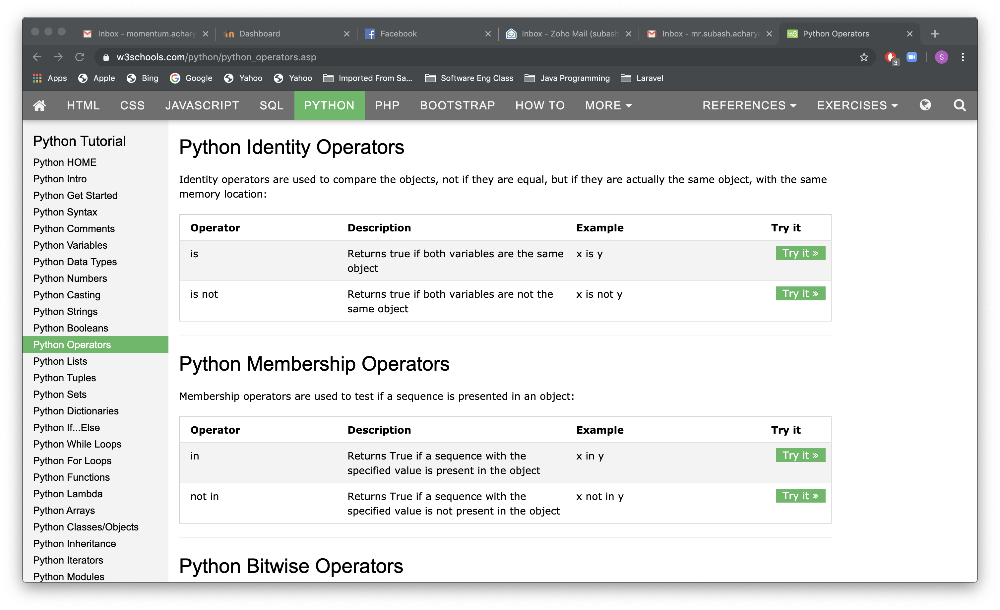 Inbox - momentum.achary
Dashboard
Facebook
Inbox - Zoho Mail (subash
Inbox - mr.subash.acharya
Python Operators
w3schools.com/python/python_operators.asp
3
S
Apps
Apple
Bing
Google
Yahoo
Yahoo
Imported From Sa...
Software Eng Class
Java Programming
Laravel
HTML
CSS
JAVASCRIPT
SQL
PYTHON
PHP
BOOTSTRAP
HOW TO
MORE
REFERENCES
EXERCISES
Python Tutorial
Python HOME
Python Intro
Python Get Started
Python Syntax
Python Comments
Python Variables
Python Data Types
Python Numbers
Python Casting
Python Strings
Python Booleans
Python Operators
Python Lists
Python Tuples
Python Sets
Python Dictionaries
Python If...Else
Python While Loops
Python For Loops
Python Functions
Python Lambda
Python Arrays
Python Classes/Objects
Python Inheritance
Python Iterators
Python Modules
Python Identity Operators
Identity operators are used to compare the objects, not if they are equal, but if they are actually the same object, with the same
memory location:
Operator Description Example Try it
is Returns true if both variables are the same x is y Try it »
object
is not Returns true if both variables are not the x is not y Try it »
same object
Python Membership Operators
Membership operators are used to test if a sequence is presented in an object:
Operator Description Example Try it
in Returns True if a sequence with the x in y Try it »
specified value is present in the object
not in Returns True if a sequence with the x not in y Try it »
specified value is not present in the object
Python Bitwise Operators